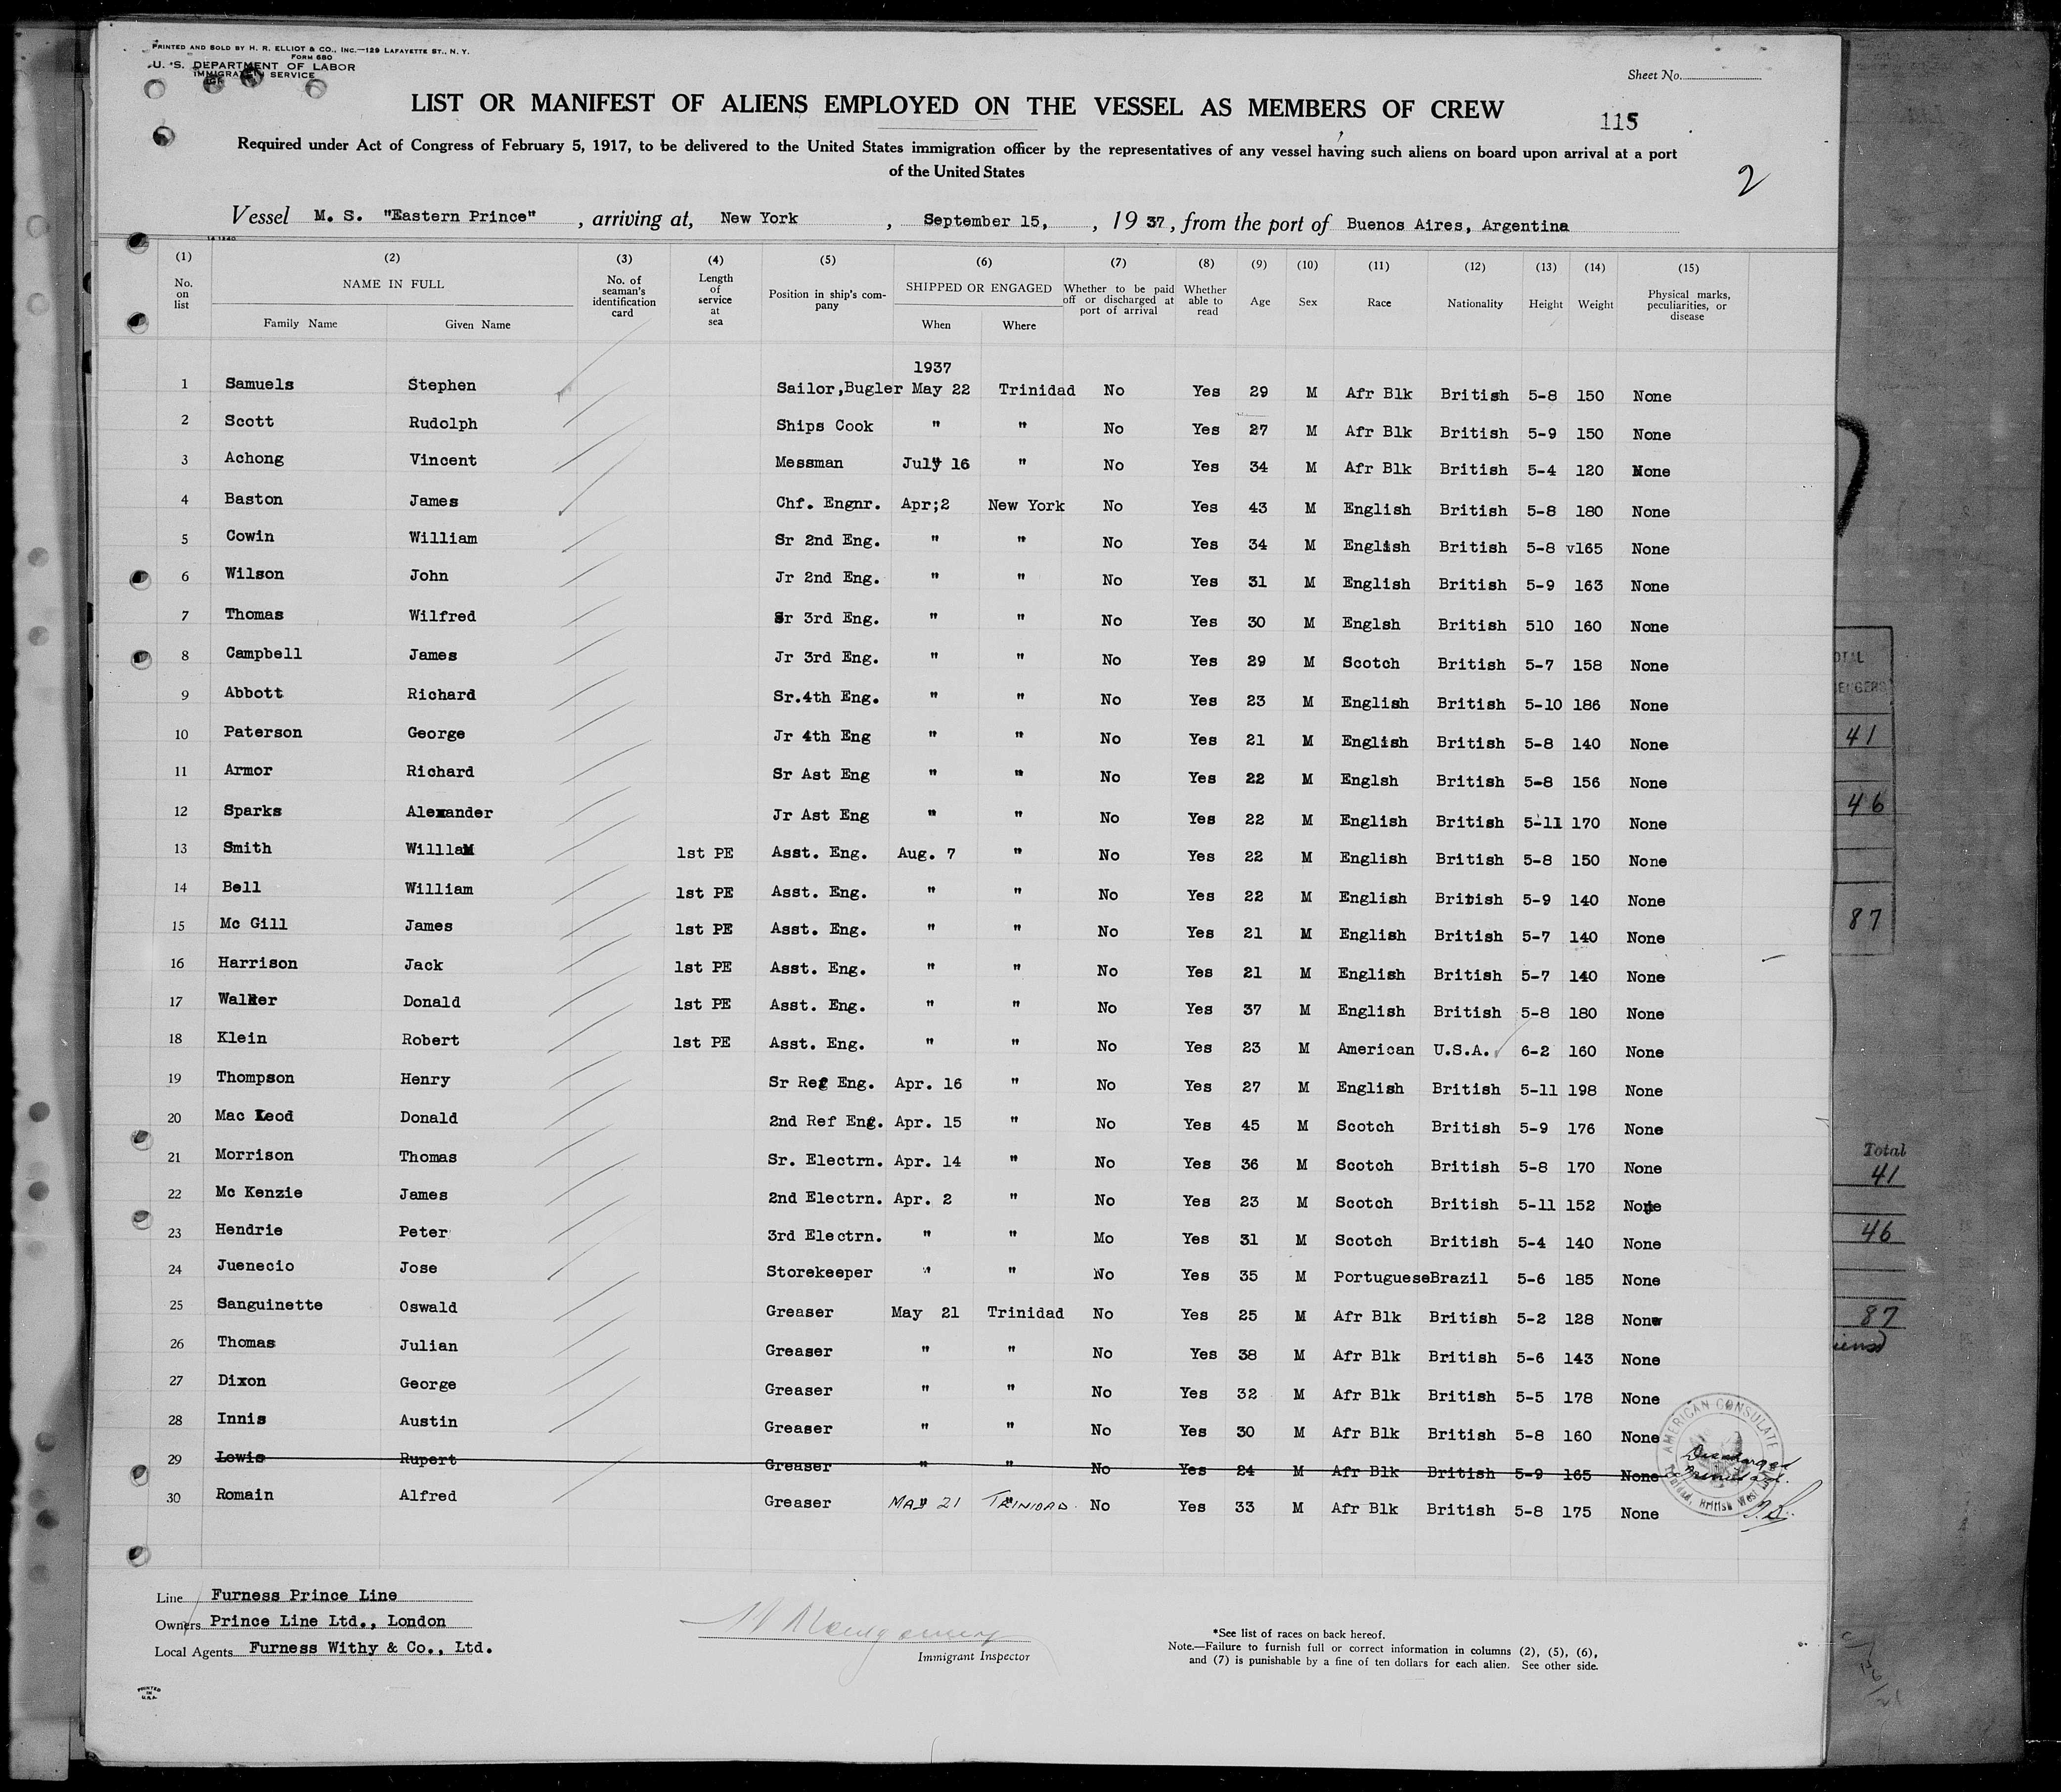 PRINTED AND SOLD BY H. R. ELLIOT & CO., INC.—129 LAFAYETTE ST., N. Y.
FORM 680
U. S. DEPARTMENT OF LABOR
IMMIGRATION SERVICE
Sheet No.
LIST OR MANIFEST OF ALIENS EMPLOYED ON THE VESSEL AS MEMBERS OF CREW
115
Required under Act of Congress of February 5, 1917, to be delivered to the United States immigration officer by the representatives of any vessel having such aliens on board upon arrival at a port
of the United States
2
Vessel M. S. "Eastern Prince" , arriving at, New York , September 15, , 19 37, from the port of Buenos Aires, Argentina
(1) (2) (3) (4) (5) (6) (7) (8) (9) (10) (11) (12) (13) (14) (15)
No. on list NAME IN FULL Family Name Given Name No. of seaman's identification card Length of service at sea Position in ship's company SHIPPED OR ENGAGED When Where Whether to be paid off or discharged at port of arrival Whether able to read Age Sex Race Nationality Height Weight Physical marks, peculiarities, or disease
1937
1 Samuels Stephen Sailor,Bugler May 22 Trinidad No Yes 29 M Afr Blk British 5-8 150 None
2 Scott Rudolph Ships Cook " " No Yes 27 M Afr Blk British 5-9 150 None
3 Achong Vincent Messman July 16 " No Yes 34 M Afr Blk British 5-4 120 None
4 Baston James Chf. Engnr. Apr;2 New York No Yes 43 M English British 5-8 180 None
5 Cowin William Sr 2nd Eng. " " No Yes 34 M English British 5-8 v165 None
6 Wilson John Jr 2nd Eng. " " No Yes 31 M English British 5-9 163 None
7 Thomas Wilfred Sr 3rd Eng. " " No Yes 30 M Englsh British 510 160 None
8 Campbell James Jr 3rd Eng. " " No Yes 29 M Scotch British 5-7 158 None
9 Abbott Richard Sr.4th Eng. " " No Yes 23 M English British 5-10 186 None
10 Paterson George Jr 4th Eng " " No Yes 21 M English British 5-8 140 None
11 Armor Richard Sr Ast Eng " " No Yes 22 M Englsh British 5-8 156 None
12 Sparks Alexander Jr Ast Eng " " No Yes 22 M English British 5-11 170 None
13 Smith WilllaM 1st PE Asst. Eng. Aug. 7 " No Yes 22 M English British 5-8 150 None
14 Bell William 1st PE Asst. Eng. " " No Yes 22 M English British 5-9 140 None
15 Mc Gill James 1st PE Asst. Eng. " " No Yes 21 M English British 5-7 140 None
16 Harrison Jack 1st PE Asst. Eng. " " No Yes 21 M English British 5-7 140 None
17 Walker Donald 1st PE Asst. Eng. " " No Yes 37 M English British 5-8 180 None
18 Klein Robert 1st PE Asst. Eng. " " No Yes 23 M American U.S.A. 6-2 160 None
19 Thompson Henry Sr Ref Eng. Apr. 16 " No Yes 27 M English British 5-11 198 None
20 Mac Leod Donald 2nd Ref Eng. Apr. 15 " No Yes 45 M Scotch British 5-9 176 None
21 Morrison Thomas Sr. Electrn. Apr. 14 " No Yes 36 M Scotch British 5-8 170 None
22 Mc Kenzie James 2nd Electrn. Apr. 2 " No Yes 23 M Scotch British 5-11 152 None
23 Hendrie Peter 3rd Electrn. " " Mo Yes 31 M Scotch British 5-4 140 None
24 Juenecio Jose Storekeeper " " No Yes 35 M PortugueseBrazil 5-6 185 None
25 Sanguinette Oswald Greaser May 21 Trinidad No Yes 25 M Afr Blk British 5-2 128 None
26 Thomas Julian Greaser " " No Yes 38 M Afr Blk British 5-6 143 None
27 Dixon George Greaser " " No Yes 32 M Afr Blk British 5-5 178 None
28 Innis Austin Greaser " " No Yes 30 M Afr Blk British 5-8 160 None
29 Lewis Rupert Greaser " " No Yes 24 M Afr Blk British 5-9 165 None Discharged Trinidad.
30 Romain Alfred Greaser MAY 21 TRINIDAD. No Yes 33 M Afr Blk British 5-8 175 None
AMERICAN CONSULATE
Trinidad, British West
Line Furness Prince Line
Owners Prince Line Ltd., London
Local Agents Furness Withy & Co., Ltd.
Montgomery
Immigrant Inspector
*See list of races on back hereof.
Note.—Failure to furnish full or correct information in columns (2), (5), (6),
and (7) is punishable by a fine of ten dollars for each alien. See other side.
PRINTED
IN
U.S.A.
41
46
87
Total
41
46
87